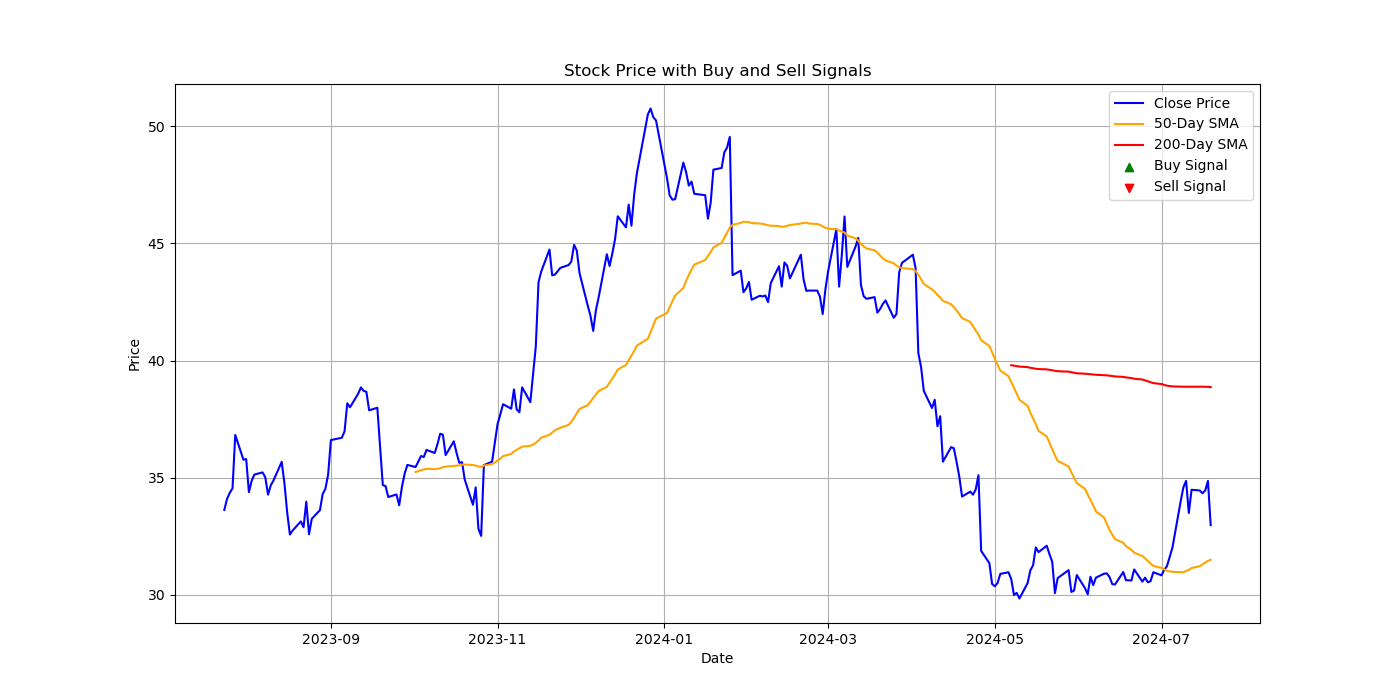 Stock Price with Buy and Sell Signals
Close Price
50-Day SMA
200-Day SMA
Buy Signal
Sell Signal
Price
50
45
40
35
30
2023-09
2023-11
2024-01
2024-03
2024-05
2024-07
Date